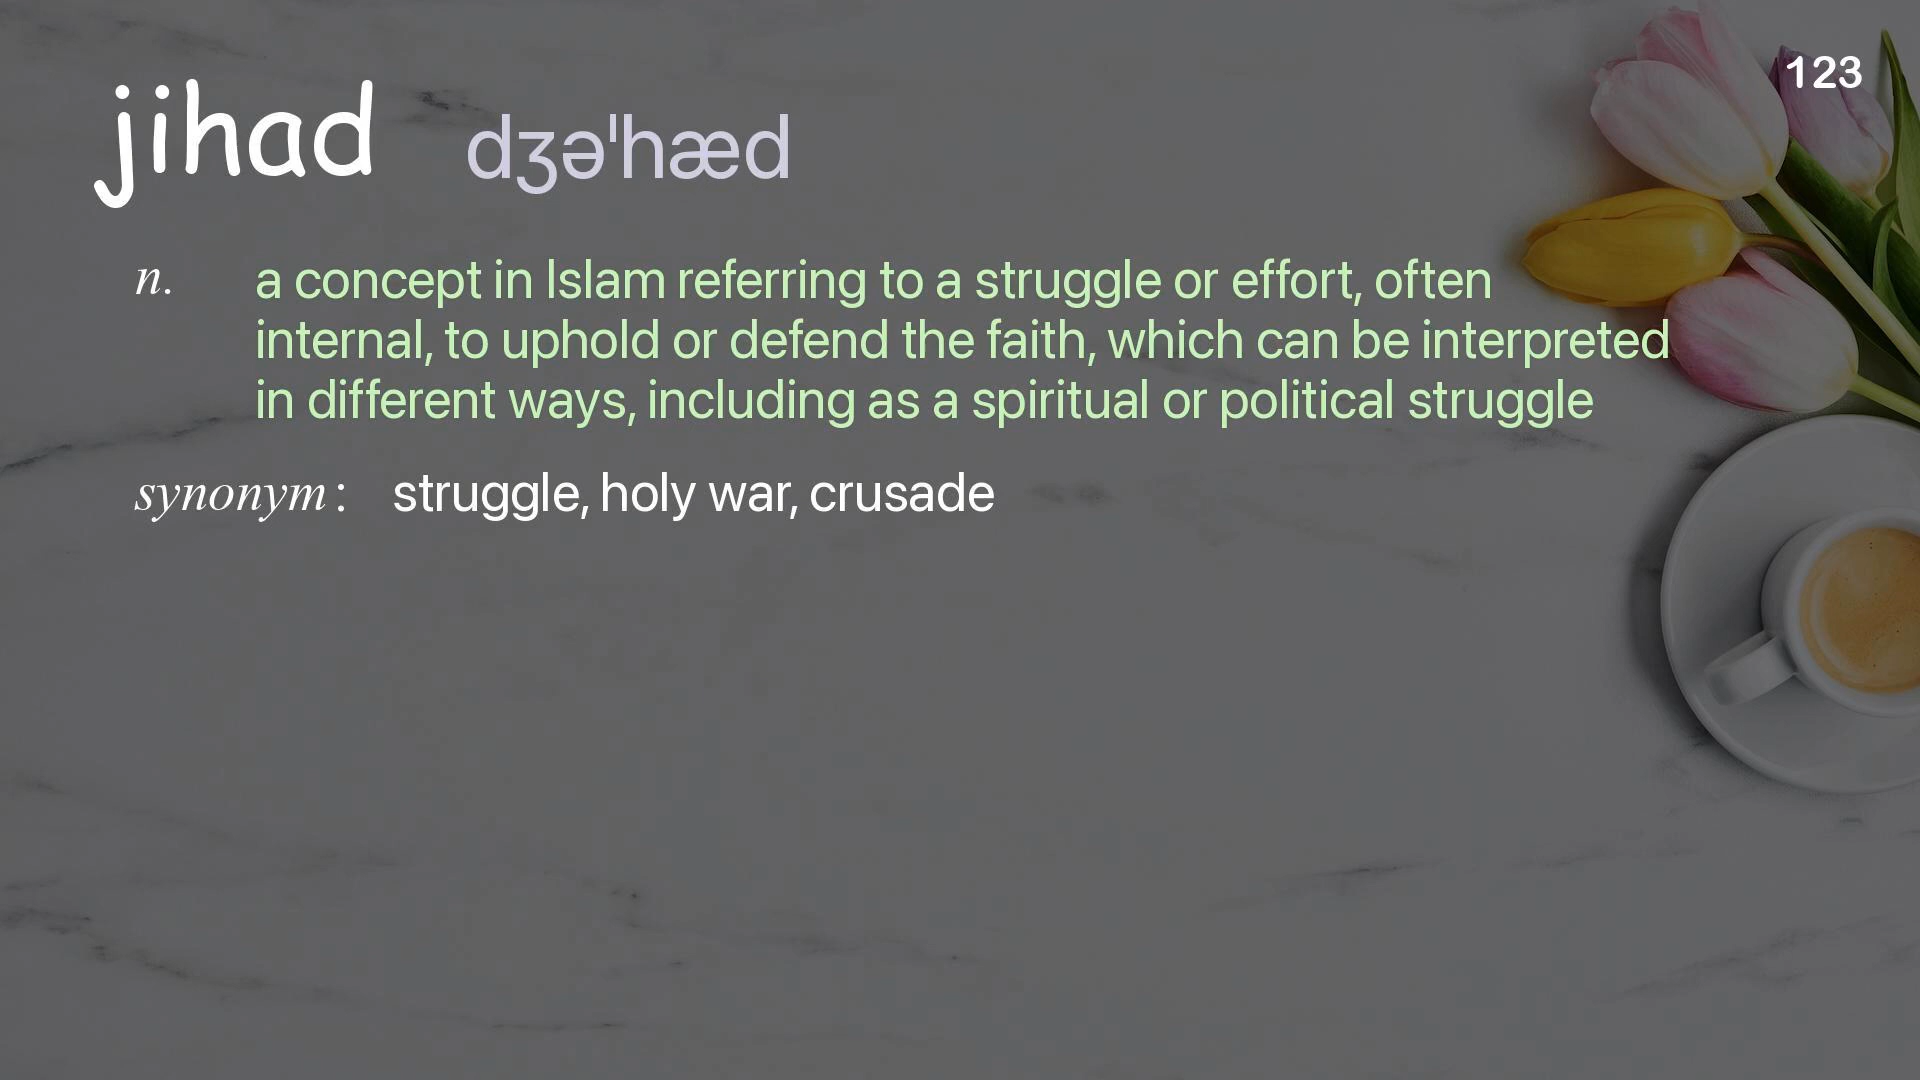 123
jihad dʒəˈhæd
n. a concept in Islam referring to a struggle or effort, often
internal, to uphold or defend the faith, which can be interpreted
in different ways, including as a spiritual or political struggle
synonym: struggle, holy war, crusade